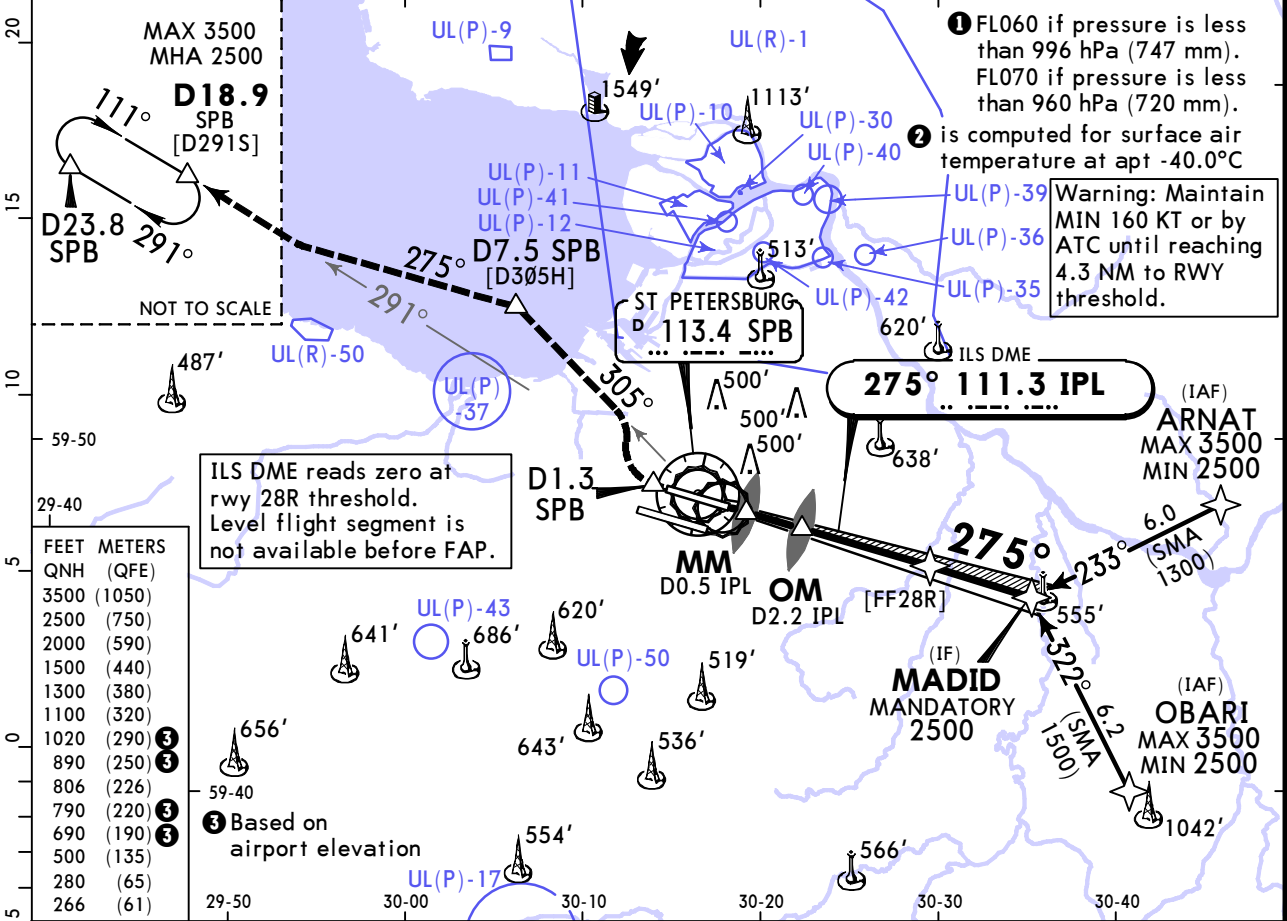 20
15
10
5
0
5
MAX 3500
MHA 2500
D18.9
SPB
[D291S]
111°
291°
D23.8
SPB
NOT TO SCALE
UL(P)-9
UL(R)-1
1549'
1113'
UL(P)-10
UL(P)-30
UL(P)-40
UL(P)-11
UL(P)-41
UL(P)-12
UL(P)-39
UL(P)-36
UL(P)-35
UL(P)-42
513'
620'
1 FL060 if pressure is less
than 996 hPa (747 mm).
FL070 if pressure is less
than 960 hPa (720 mm).
2 is computed for surface air
temperature at apt -40.0°C
Warning: Maintain
MIN 160 KT or by
ATC until reaching
4.3 NM to RWY
threshold.
275°
D7.5 SPB
[D305H]
291°
305°
UL(R)-50
UL(P)
-37
487'
ST PETERSBURG
D 113.4 SPB
ILS DME
275° 111.3 IPL
500'
500'
500'
638'
(IAF)
ARNAT
MAX 3500
MIN 2500
59-50
29-40
ILS DME reads zero at
rwy 28R threshold.
Level flight segment is
not available before FAP.
D1.3
SPB
MM
D0.5 IPL
OM
D2.2 IPL
[FF28R]
275°
6.0
233°
(SMA
1300)
555'
(IF)
MADID
MANDATORY
2500
322°
6.2
(SMA
1500)
(IAF)
OBARI
MAX 3500
MIN 2500
1042'
FEET METERS
QNH (QFE)
3500 (1050)
2500 (750)
2000 (590)
1500 (440)
1300 (380)
1100 (320)
1020 (290) 3
890 (250) 3
806 (226)
790 (220) 3
690 (190) 3
500 (135)
280 (65)
266 (61)
UL(P)-43
641'
686'
620'
UL(P)-50
519'
643'
536'
656'
59-40
3 Based on
airport elevation
554'
UL(P)-17
566'
29-50
30-00
30-10
30-20
30-30
30-40